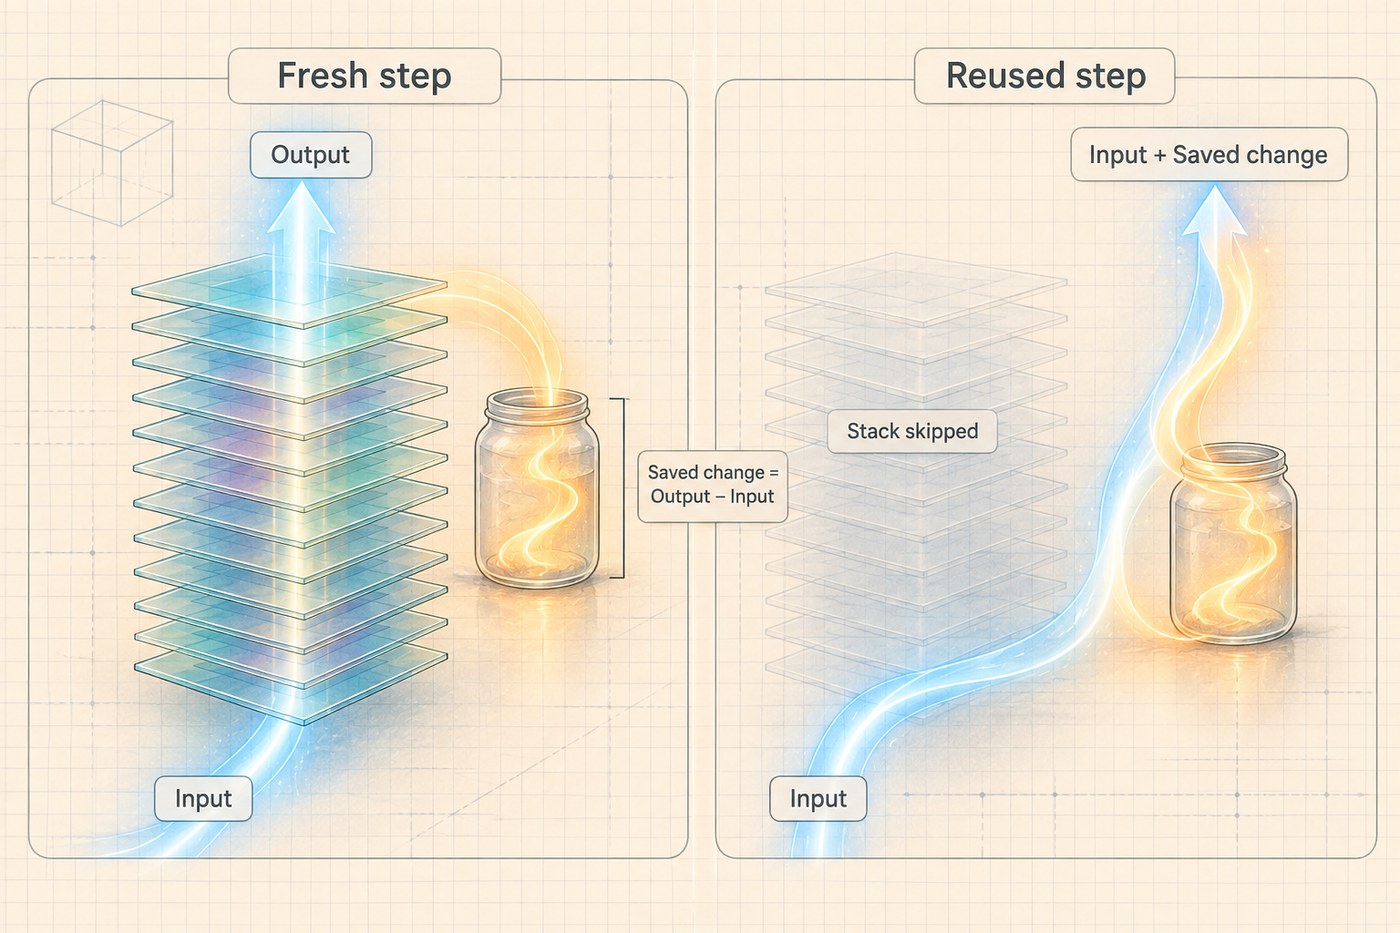 Fresh step
Output
Saved change =
Output – Input
Input
Reused step
Input + Saved change
Stack skipped
Input